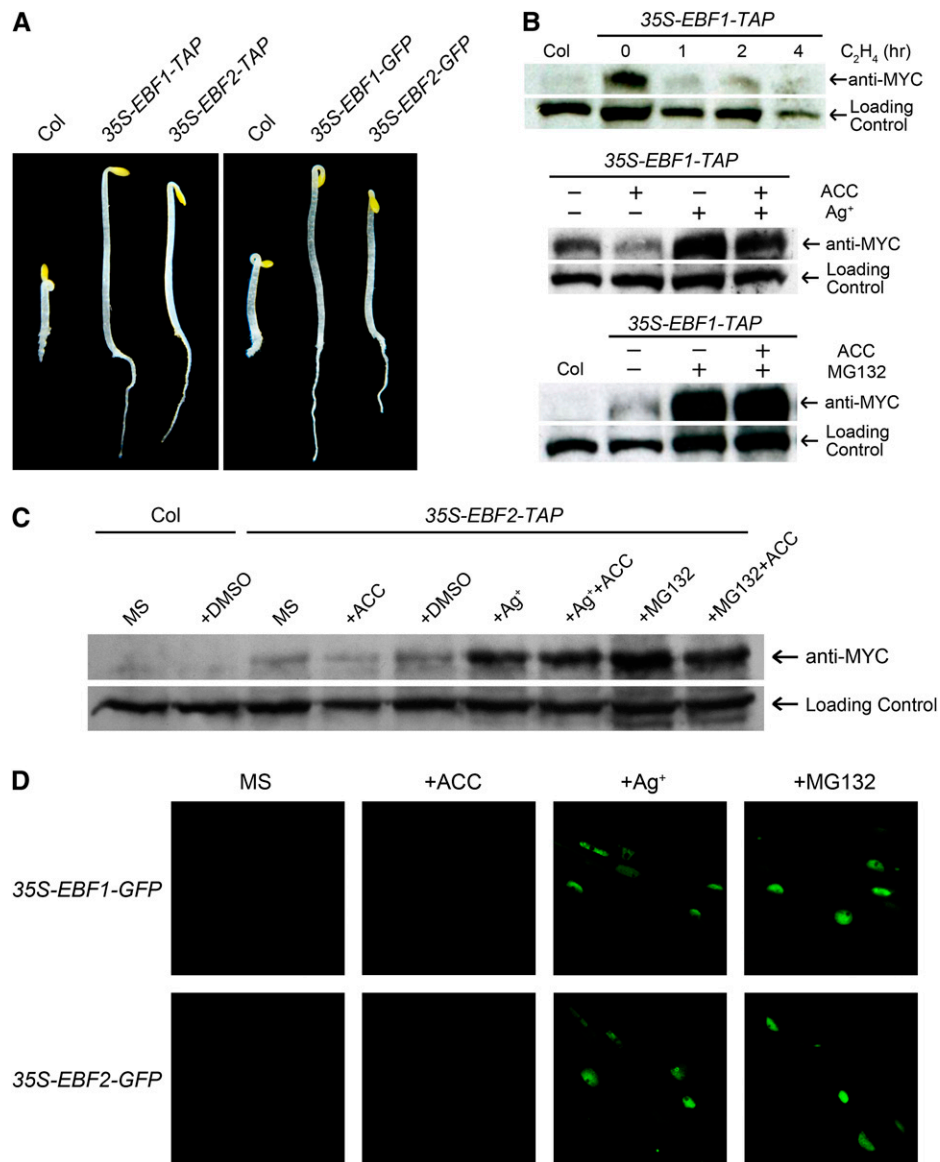 A
Col
35S-EBF1-TAP
35S-EBF2-TAP
Col
35S-EBF1-GFP
35S-EBF2-GFP
B
35S-EBF1-TAP
Col 0 1 2 4 C₂H₄ (hr)
←anti-MYC
← Loading Control
35S-EBF1-TAP
− + − + ACC
− − + + Ag⁺
← anti-MYC
← Loading Control
35S-EBF1-TAP
− − + ACC
Col − + + MG132
← anti-MYC
← Loading Control
C
Col 35S-EBF2-TAP
MS
+DMSO
MS
+ACC
+DMSO
+Ag⁺
+Ag⁺+ACC
+MG132
+MG132+ACC
← anti-MYC
← Loading Control
D
MS +ACC +Ag⁺ +MG132
35S-EBF1-GFP
35S-EBF2-GFP